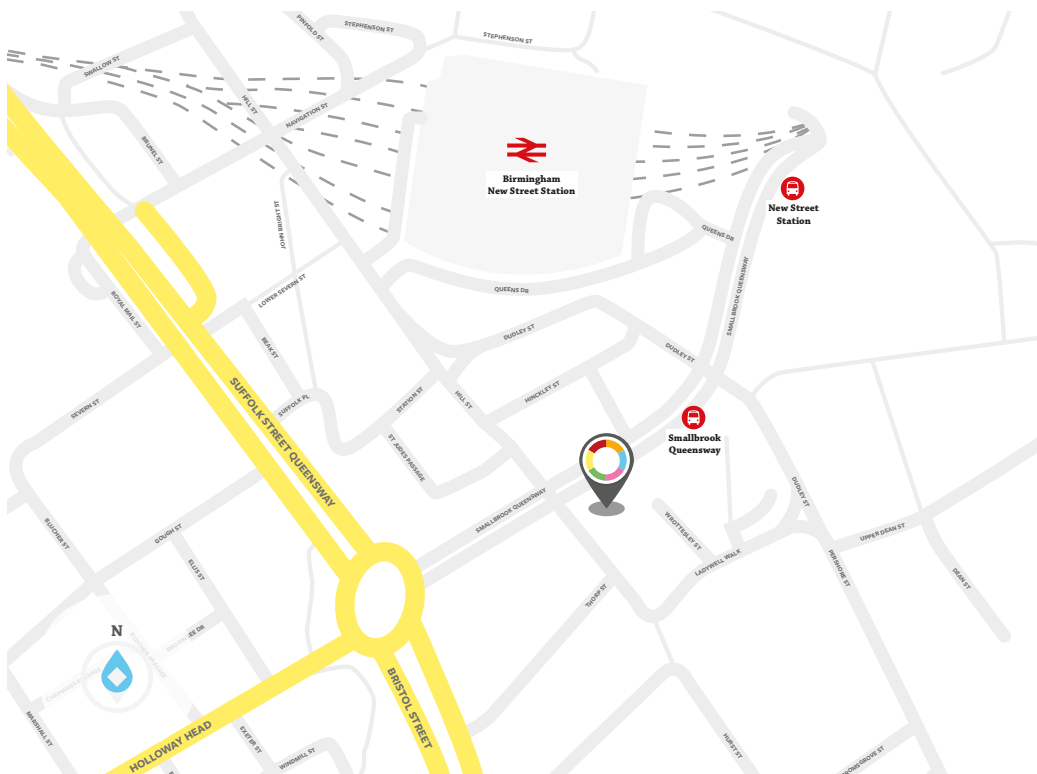 PINFOLD ST
STEPHENSON ST
STEPHENSON ST
SWALLOW ST
HILL ST
NAVIGATION ST
BRUNEL ST
Birmingham
New Street Station
New Street
Station
JOHN BRIGHT ST
QUEENS DR
SMALLBROOK QUEENSWAY
LOWER SEVERN ST
QUEENS DR
ROYAL MAIL ST
DUDLEY ST
BEAK ST
DUDLEY ST
SUFFOLK STREET QUEENSWAY
SUFFOLK PL
STATION ST
HILL ST
HINCKLEY ST
SEVERN ST
Smallbrook
Queensway
ST JUDES PASSAGE
SMALLBROOK QUEENSWAY
DUDLEY ST
BLUCHER ST
GOUGH ST
WROTTESLEY ST
UPPER DEAN ST
LADYWELL WALK
PERSHORE ST
DEAN ST
ELLIS ST
THORP ST
N
MARSHALL ST
HOLLOWAY HEAD
EXETER ST
WINDMILL ST
BRISTOL STREET
HURST ST